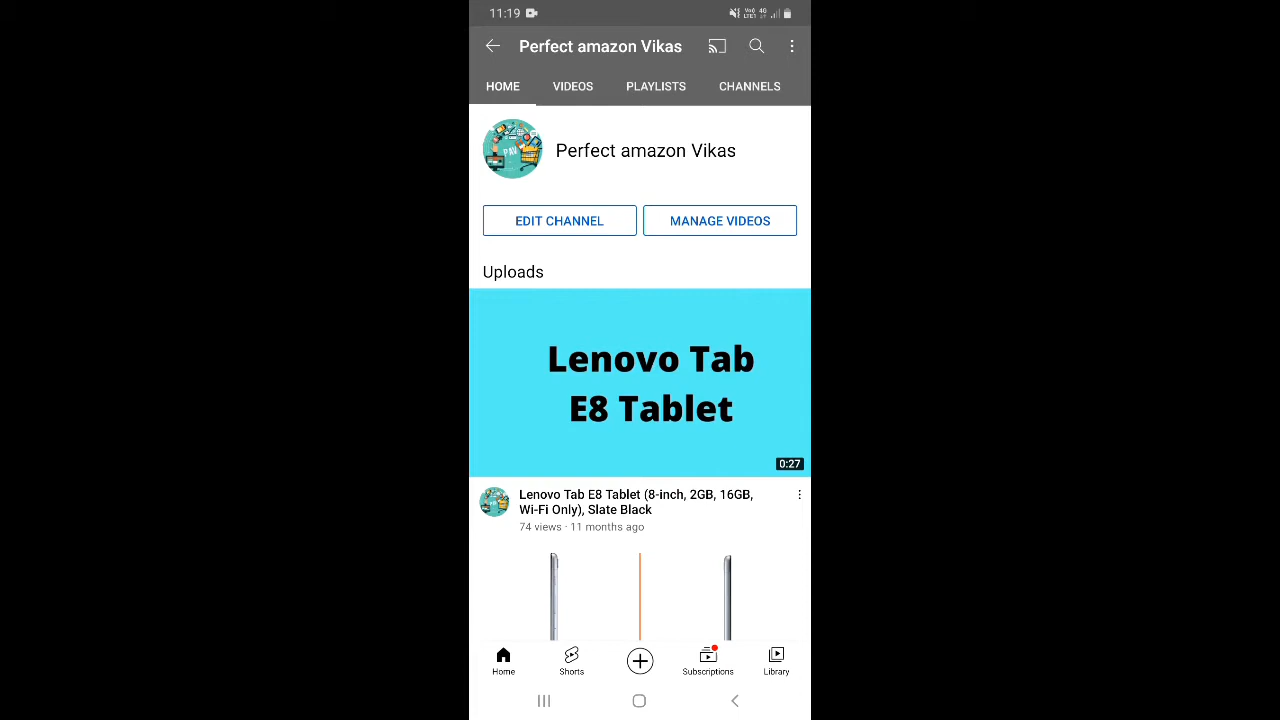 11:19
Perfect amazon Vikas
HOME VIDEOS PLAYLISTS CHANNELS
PAV
Perfect amazon Vikas
EDIT CHANNEL MANAGE VIDEOS
Uploads
Lenovo Tab
E8 Tablet
0:27
Lenovo Tab E8 Tablet (8-inch, 2GB, 16GB,
Wi-Fi Only), Slate Black
74 views · 11 months ago
Home Shorts Subscriptions Library